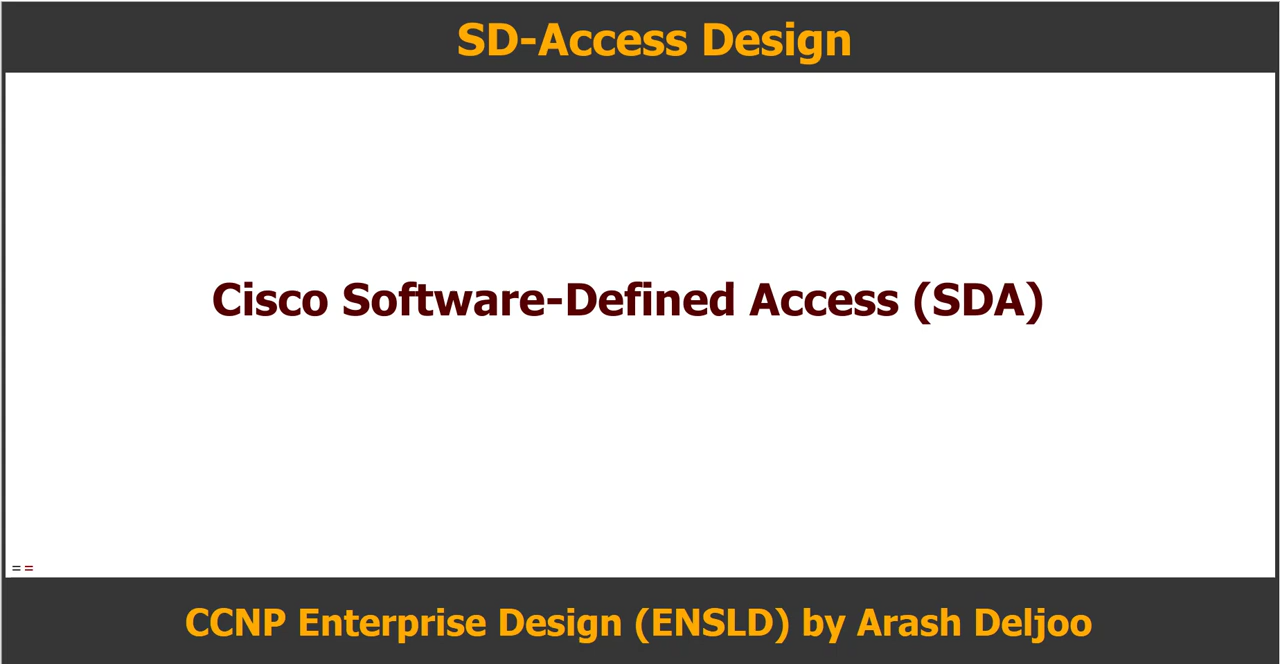 SD-Access Design
Cisco Software-Defined Access (SDA)
= =
CCNP Enterprise Design (ENSLD) by Arash Deljoo